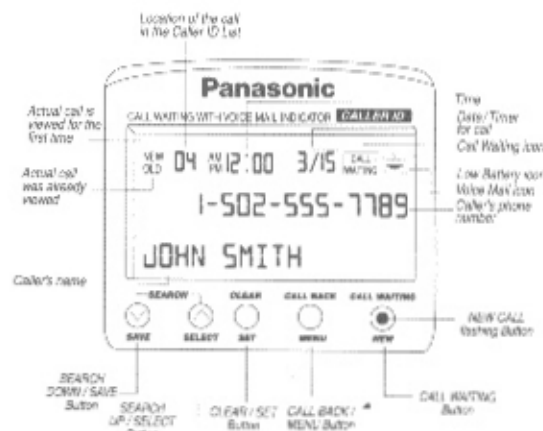 Location of the call
in the Caller ID List
Panasonic
CALL WAITING WITH VOICE MAIL INDICATOR CALLER ID
Actual call is
viewed for the
first time
Time
Date/Timer
for call
Call Waiting icon
NEW
OLD
04
AM
PM
12:00
3/15
CALL
WAITING
Actual call
was already
viewed
Low Battery icon
Voice Mail icon
Caller's phone
number
1-502-555-7789
JOHN SMITH
Caller's name
SEARCH
CLEAR
CALL BACK
CALL WAITING
SAVE
SELECT
SET
MENU
NEW
NEW CALL
flashing Button
SEARCH
DOWN / SAVE
Button
SEARCH
UP / SELECT
CLEAR / SET
Button
CALL BACK /
MENU Button
CALL WAITING
Button